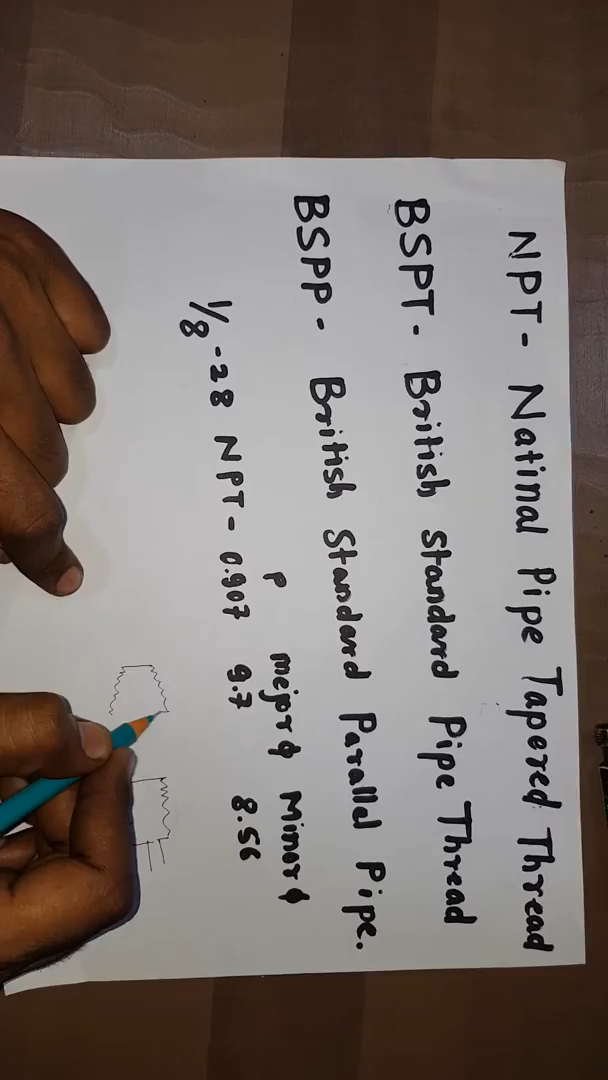 NPT - Natinal Pipe Tapered Thread
BSPT - British Standard Pipe Thread
BSPP - British Standard Parallel Pipe.
P Mejor ϕ Minor ϕ
1/8 - 28 NPT - 0.907 9.7 8.56